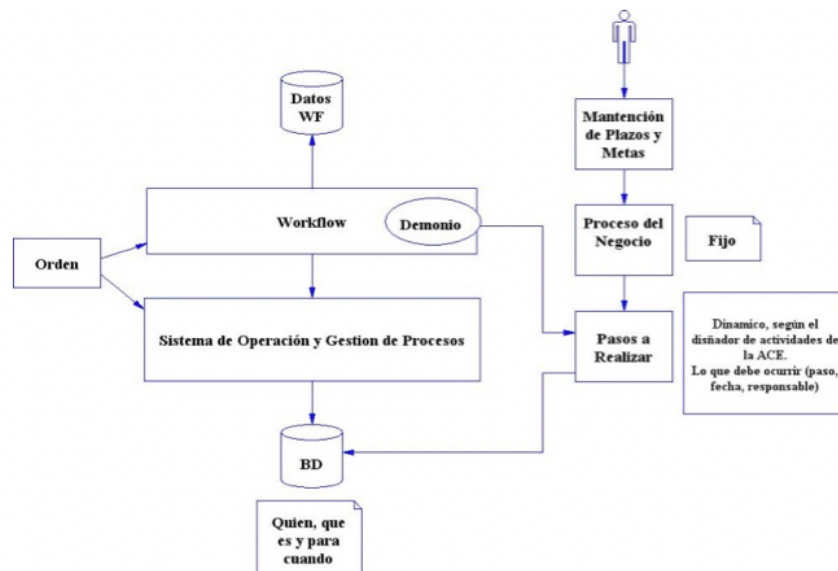 Datos
WF
Mantención
de Plazos y
Metas
Workflow
Demonio
Proceso del
Negocio
Fijo
Orden
Sistema de Operación y Gestion de Procesos
Pasos a
Realizar
Dinamico, según el
disñador de actividades de
la ACE.
Lo que debe ocurrir (paso,
fecha, responsable)
BD
Quien, que
es y para
cuando